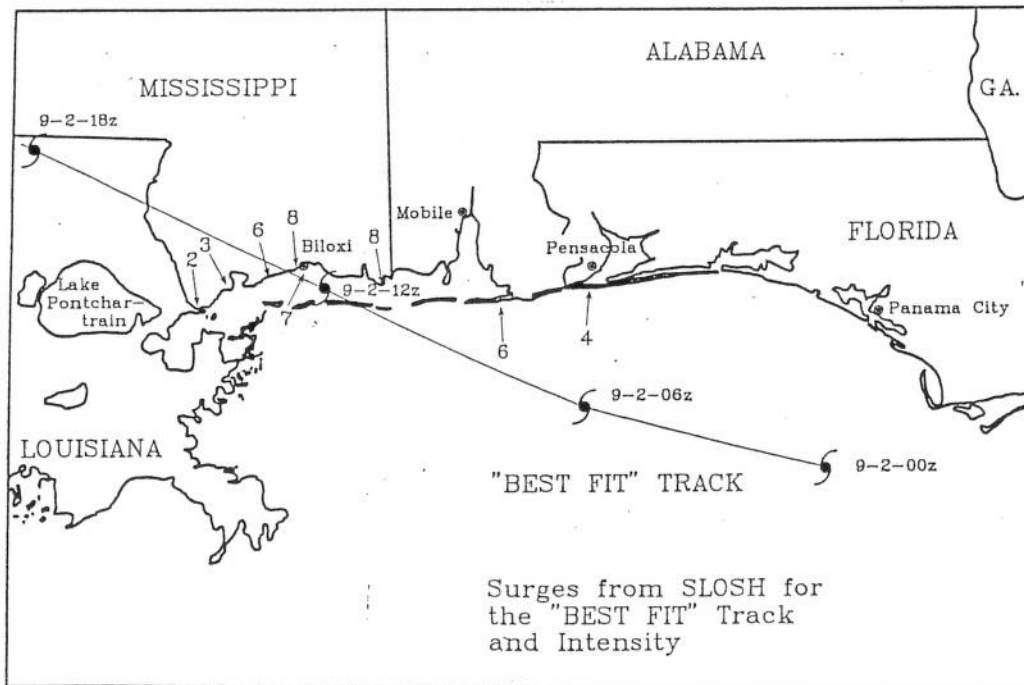 ALABAMA
GA.
MISSISSIPPI
9-2-18z
Mobile
FLORIDA
Pensacola
8
8
6
3
2
Biloxi
Lake
Pontchar-
train
9-2-12z
7
Panama City
6
4
9-2-06z
LOUISIANA
9-2-00z
"BEST FIT" TRACK
Surges from SLOSH for
the "BEST FIT" Track
and Intensity